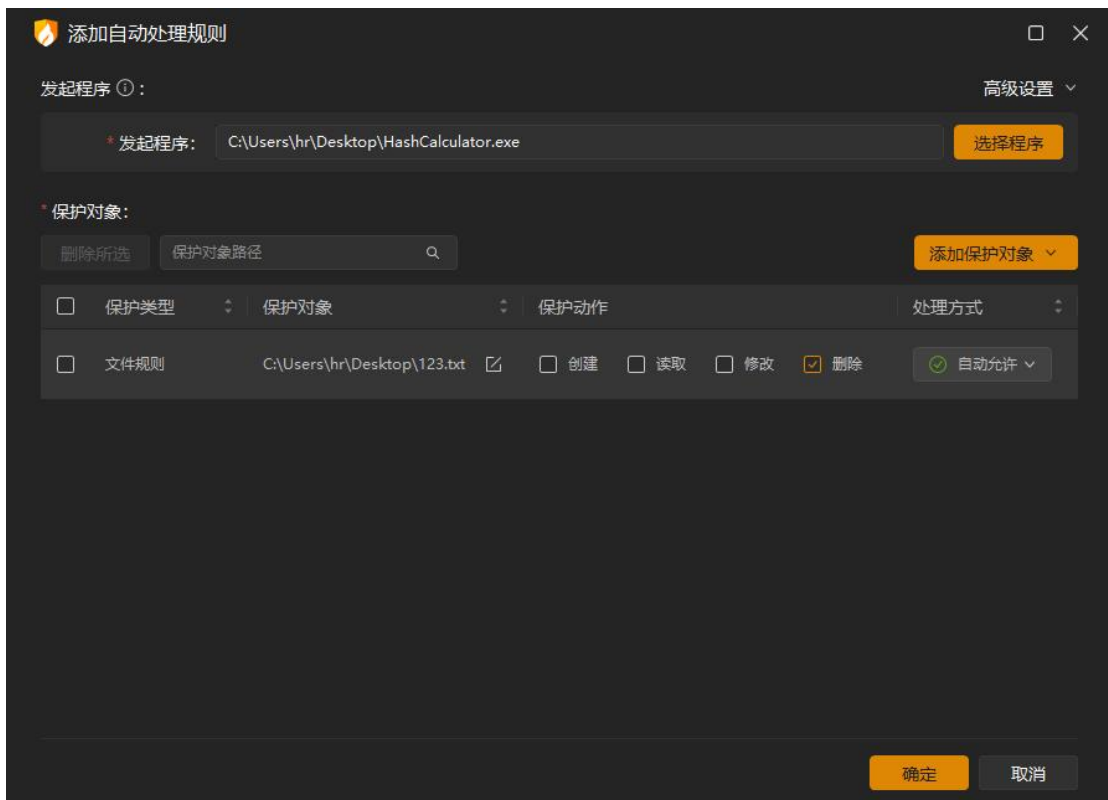 添加自动处理规则
发起程序 ⓘ： 高级设置
* 发起程序： C:\Users\hr\Desktop\HashCalculator.exe 选择程序
* 保护对象：
删除所选 保护对象路径 添加保护对象
保护类型 保护对象 保护动作 处理方式
文件规则 C:\Users\hr\Desktop\123.txt 创建 读取 修改 删除 自动允许
确定 取消